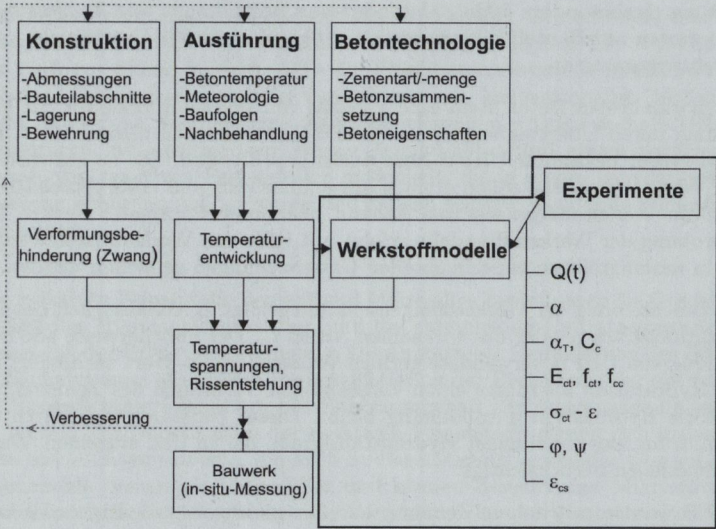 Konstruktion
-Abmessungen
-Bauteilabschnitte
-Lagerung
-Bewehrung
Ausführung
-Betontemperatur
-Meteorologie
-Baufolgen
-Nachbehandlung
Betontechnologie
-Zementart/-menge
-Betonzusammen-
setzung
-Betoneigenschaften
Experimente
Verformungsbe-
hinderung (Zwang)
Temperatur-
entwicklung
Werkstoffmodelle
Q(t)
α
α_T, C_c
E_ct, f_ct, f_cc
σ_ct - ε
φ, ψ
ε_cs
Temperatur-
spannungen,
Rissentstehung
Verbesserung
Bauwerk
(in-situ-Messung)